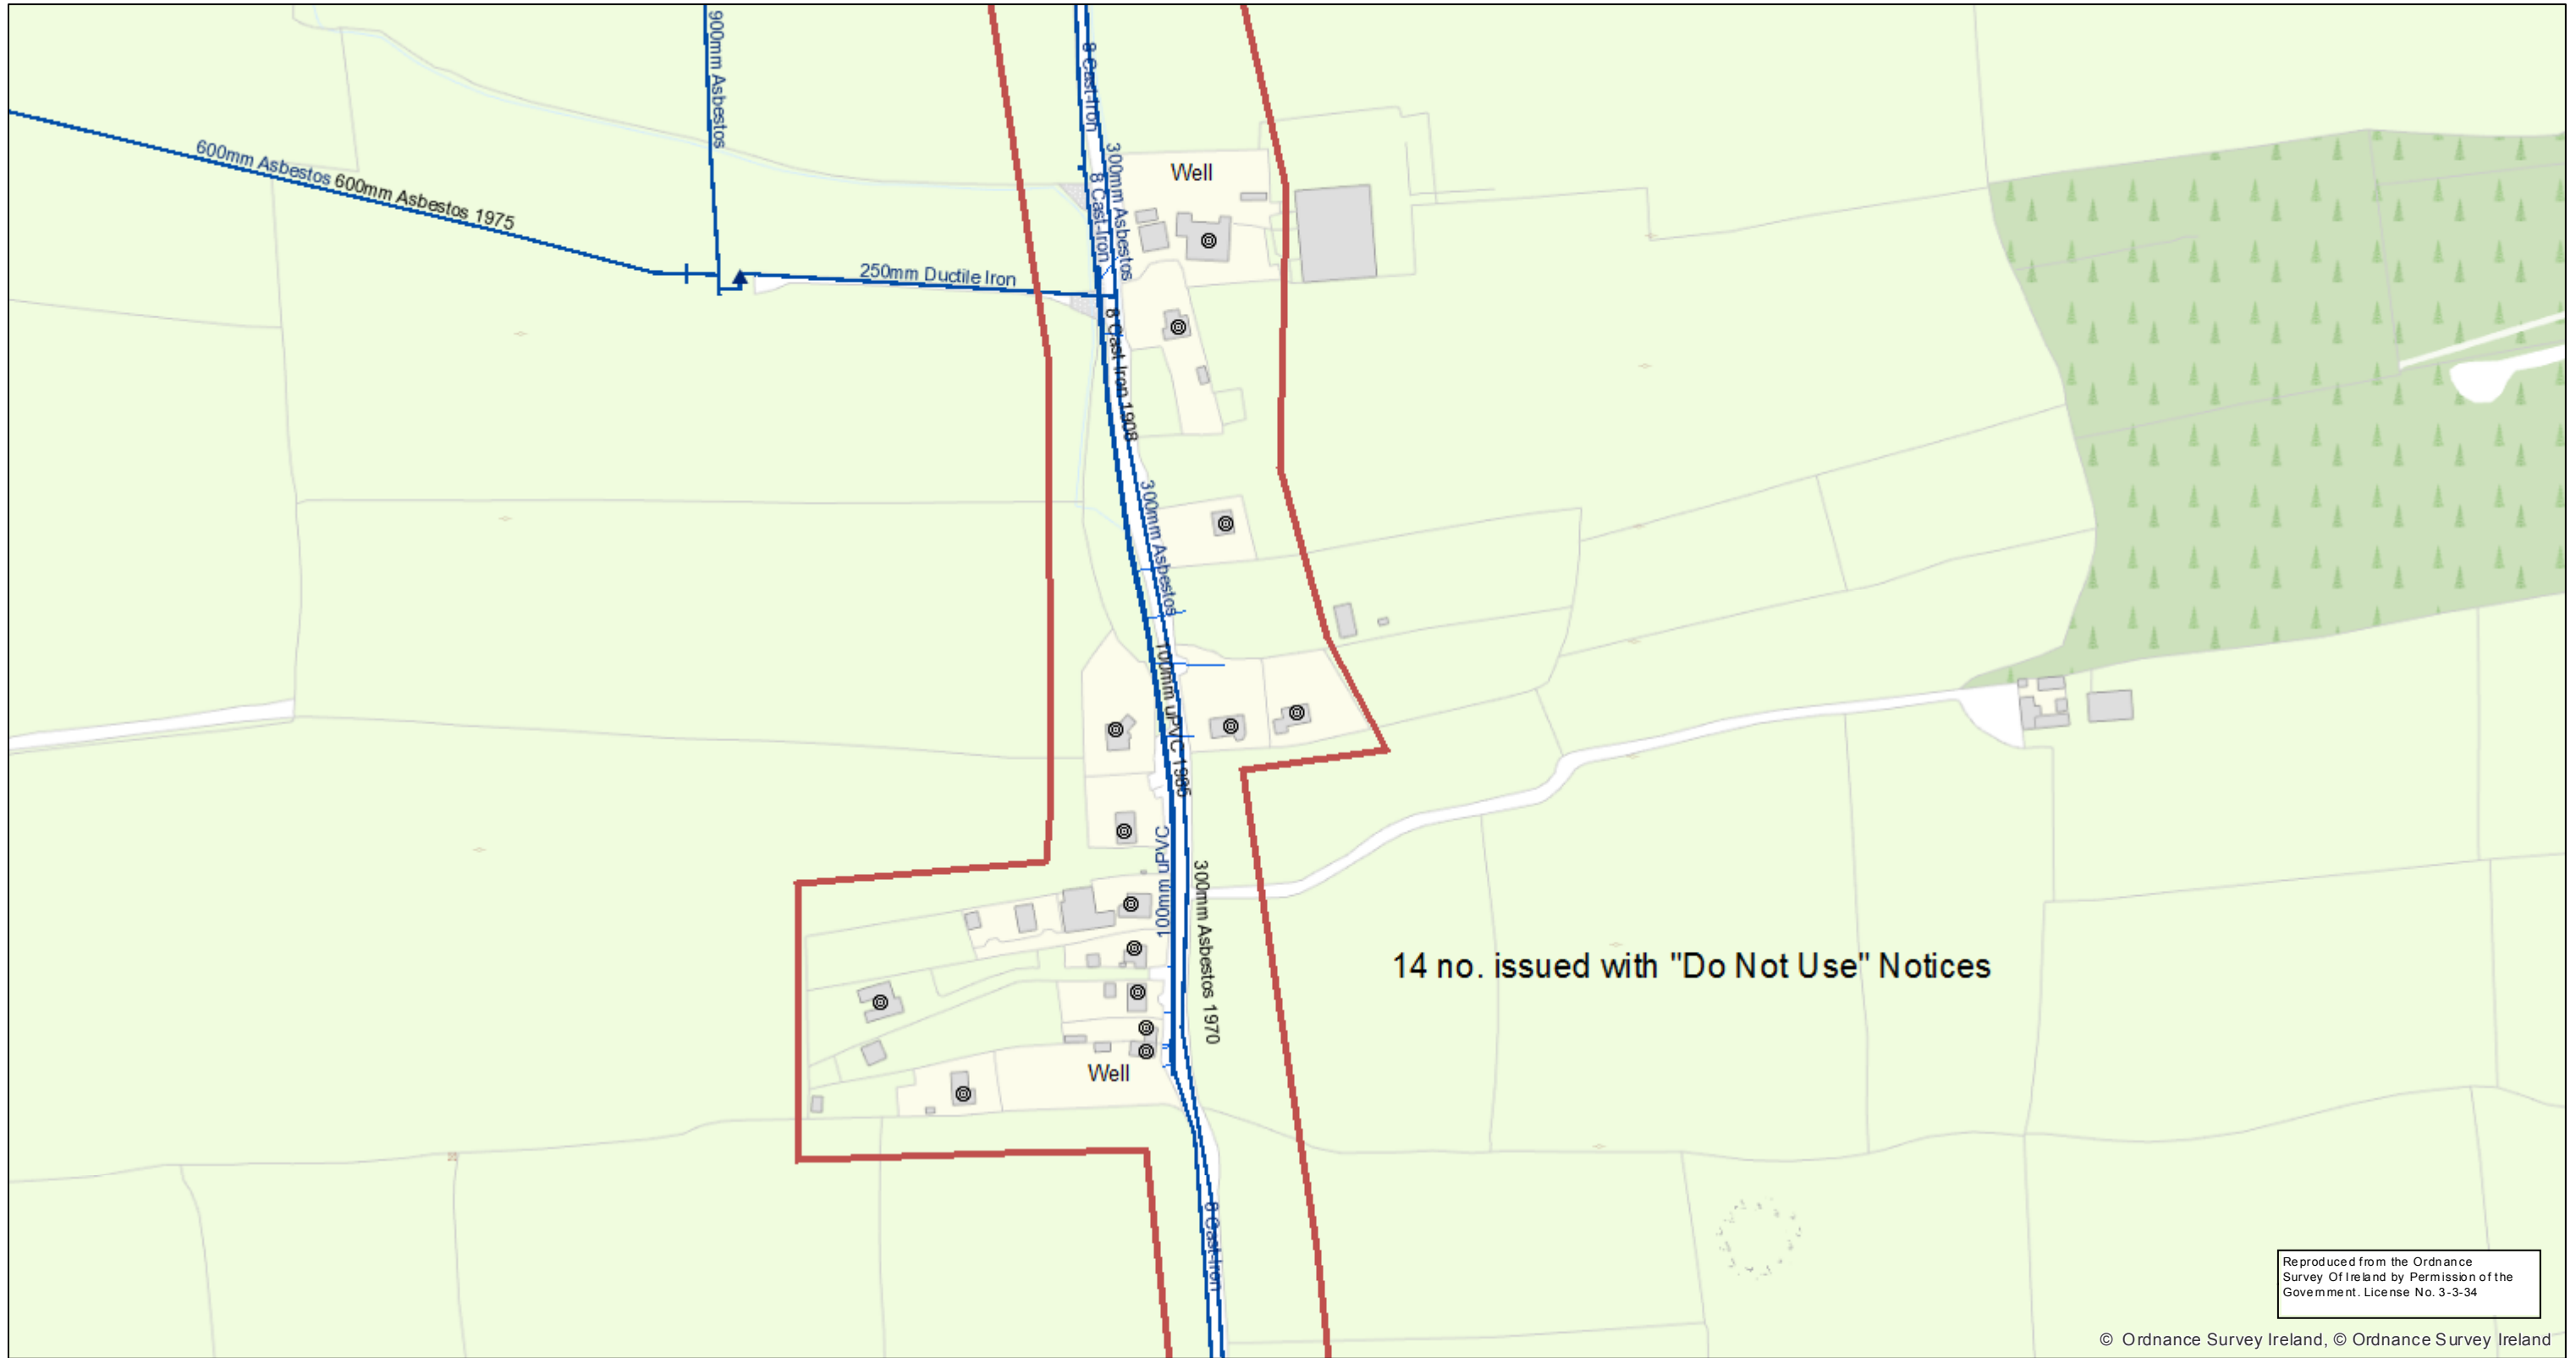 900mm Asbestos
8 Cast-Iron
600mm Asbestos 600mm Asbestos 1975
300mm Asbestos
Well
8 Cast-Iron
250mm Ductile Iron
8 Cast Iron 1908
300mm Asbestos
100mm uPVC 1985
100mm uPVC
300mm Asbestos 1970
14 no. issued with "Do Not Use" Notices
Well
8 Cast-Iron
Reproduced from the Ordnance
Survey Of Ireland by Permission of the
Government. License No. 3-3-34
© Ordnance Survey Ireland, © Ordnance Survey Ireland